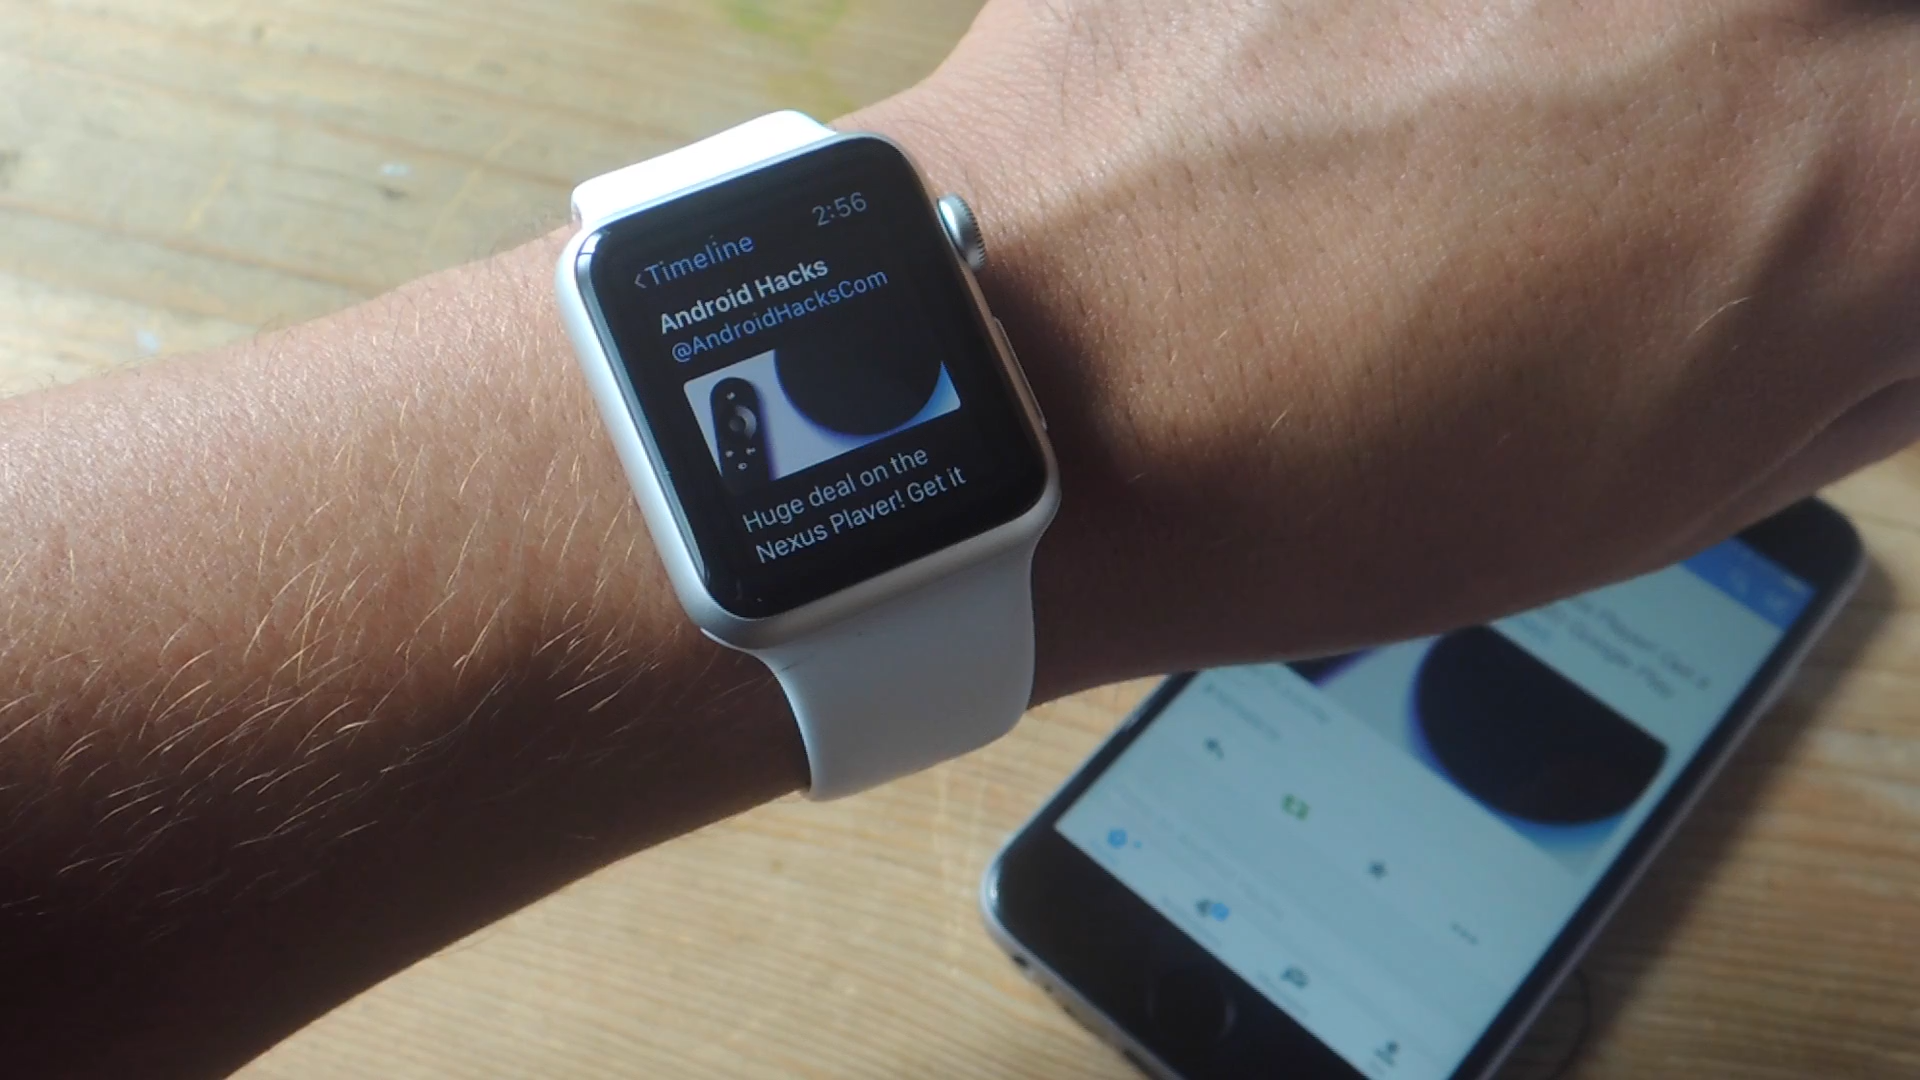 2:56
<Timeline
Android Hacks
@AndroidHacksCom
Huge deal on the
Nexus Player! Get it